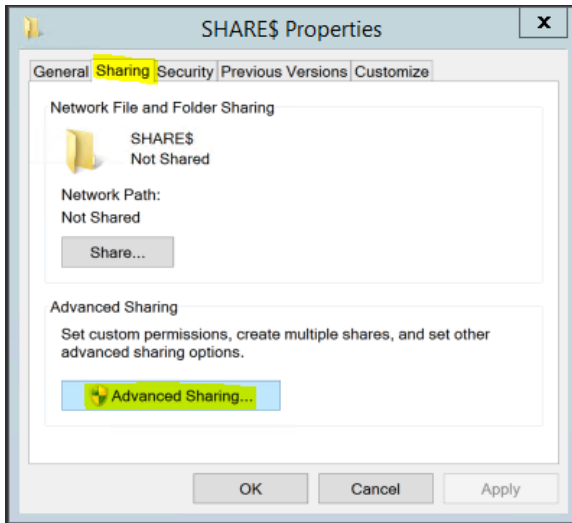 SHARE$ Properties
X
General Sharing Security Previous Versions Customize
Network File and Folder Sharing
SHARE$
Not Shared
Network Path:
Not Shared
Share...
Advanced Sharing
Set custom permissions, create multiple shares, and set other
advanced sharing options.
Advanced Sharing...
OK Cancel Apply